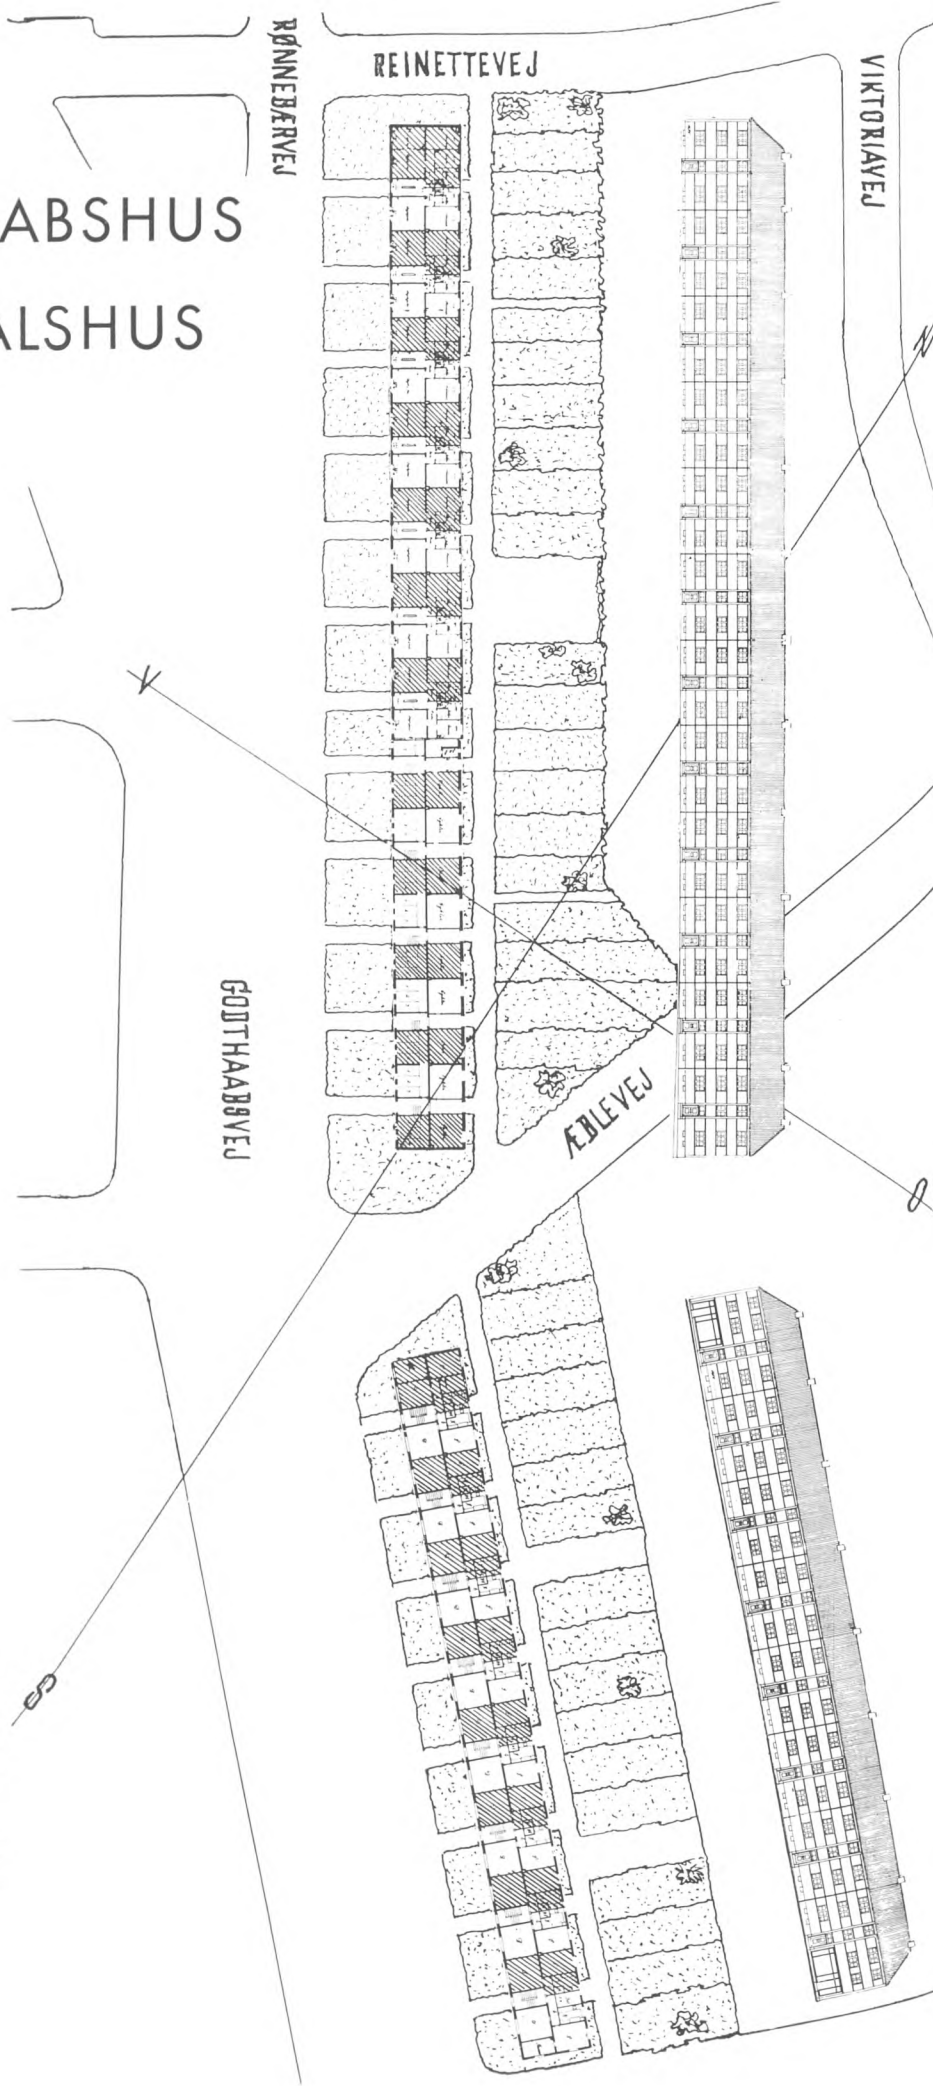 RØNNEBÆRVEJ
REINETTEVEJ
VIKTORIAVEJ
ABSHUS
ALSHUS
N
V
GODTHAABSVEJ
ÆBLEVEJ
O
S